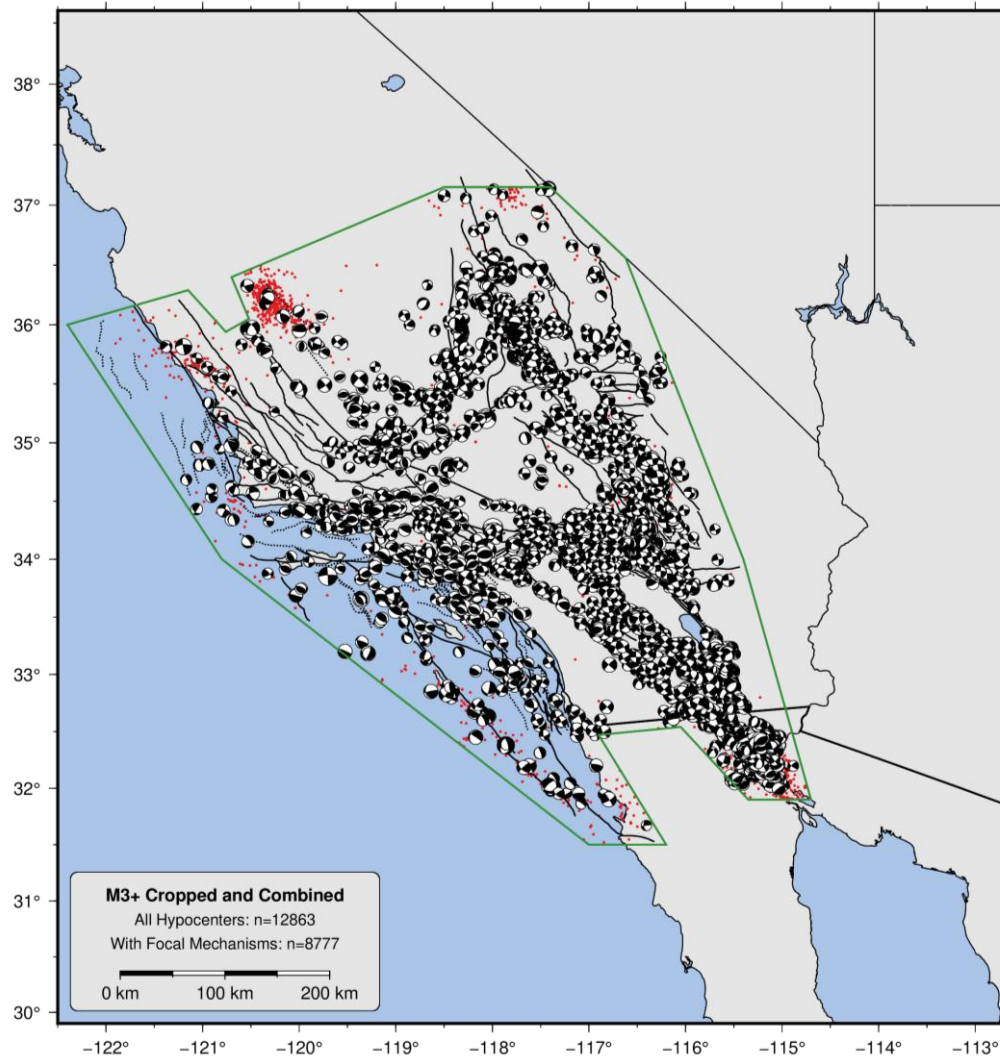 38°
37°
36°
35°
34°
33°
32°
31°
30°
M3+ Cropped and Combined
All Hypocenters: n=12863
With Focal Mechanisms: n=8777
0 km 100 km 200 km
−122° −121° −120° −119° −118° −117° −116° −115° −114° −113°